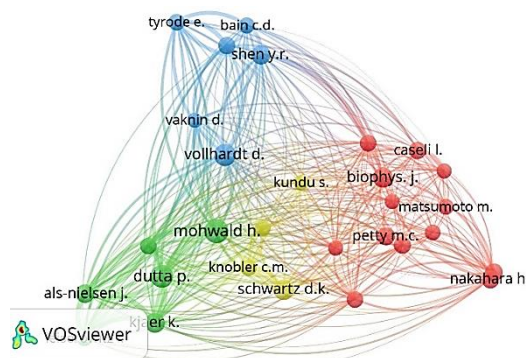 tyrode e.
bain c.d.
shen y.r.
vaknin d.
vollhardt d.
caseli l.
kundu s.
biophys. j.
matsumoto m.
mohwald h.
petty m.c.
knobler c.m.
dutta p.
nakahara h
schwartz d.k.
als-nielsen j.
kjaer k.
VOSviewer